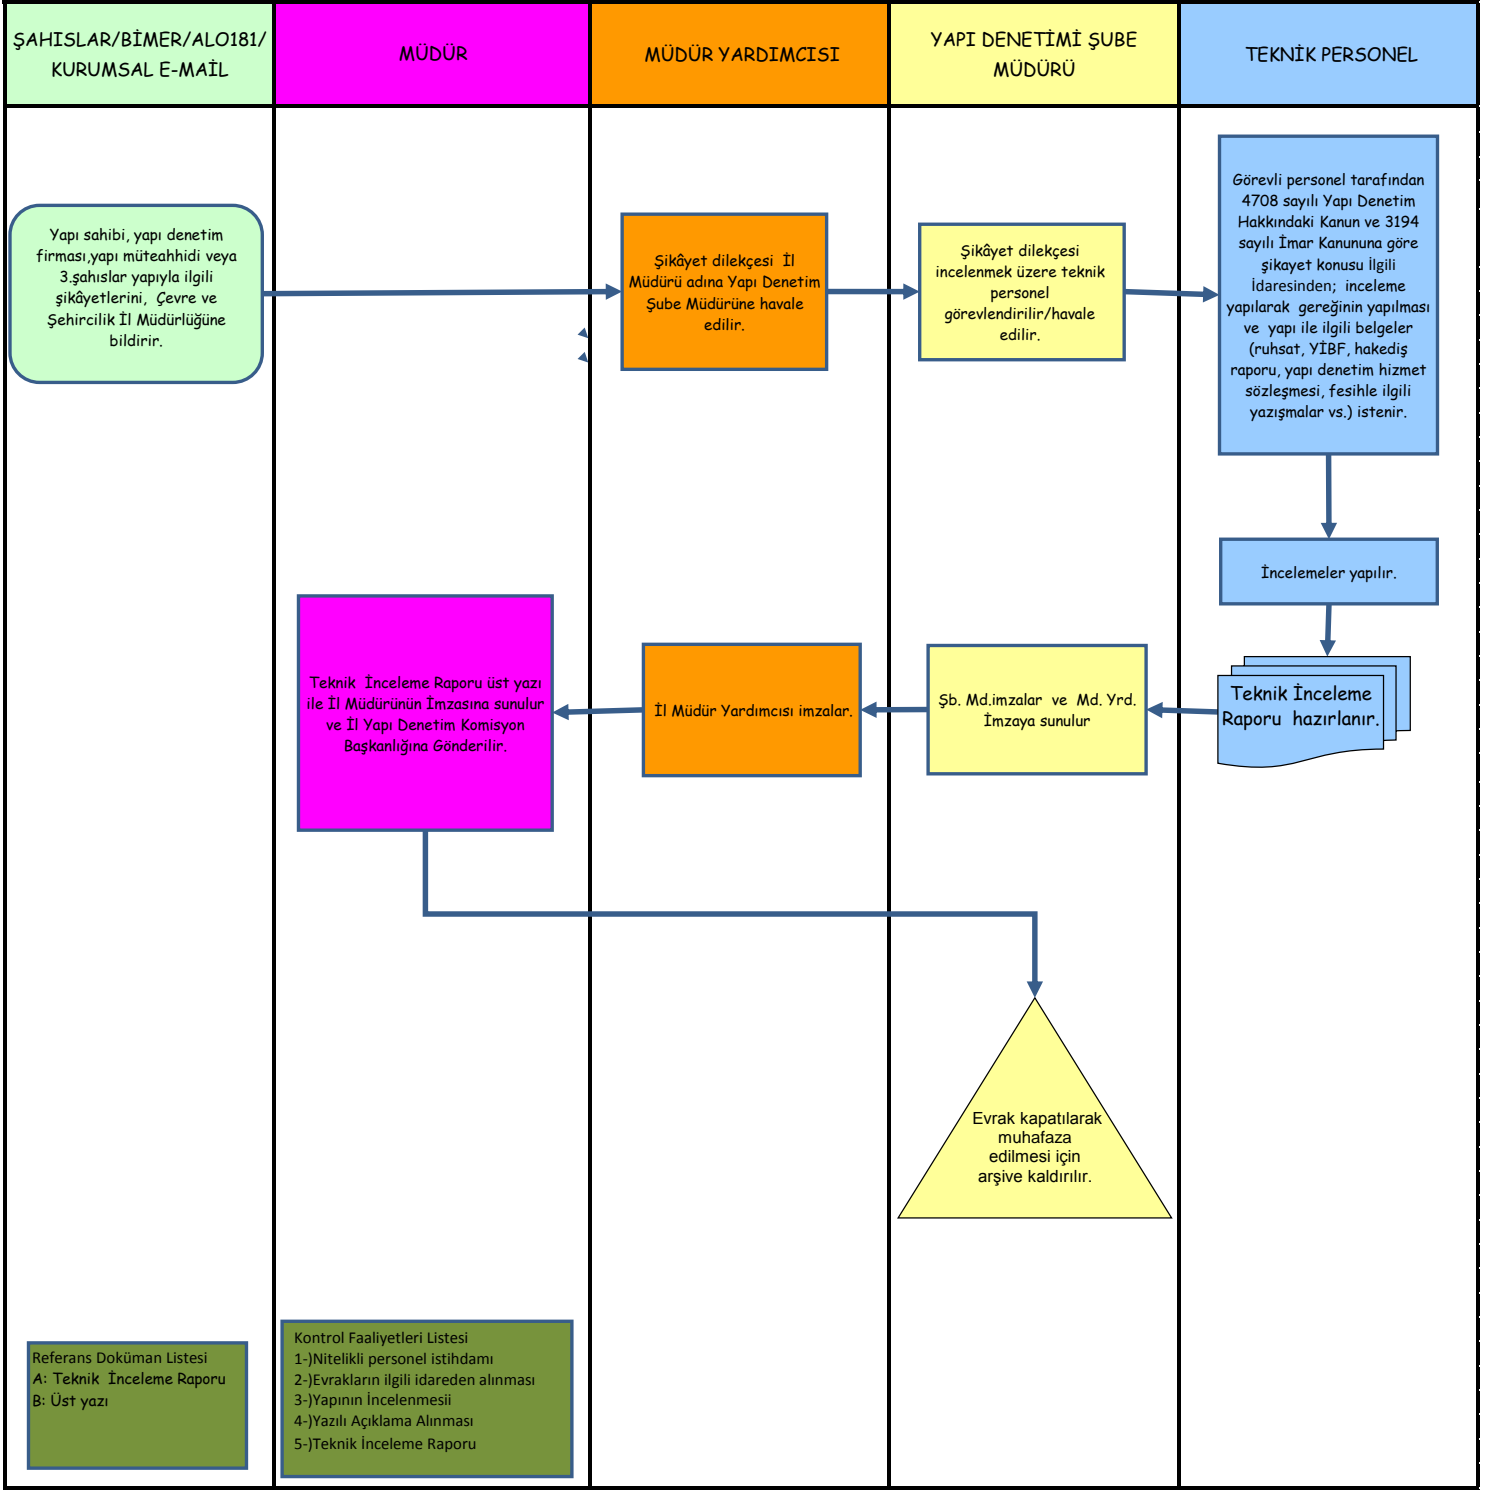 ŞAHISLAR/BİMER/ALO181/
KURUMSAL E-MAİL
MÜDÜR
MÜDÜR YARDIMCISI
YAPI DENETİMİ ŞUBE
MÜDÜRÜ
TEKNİK PERSONEL
Yapı sahibi, yapı denetim
firması,yapı müteahhidi veya
3.şahıslar yapıyla ilgili
şikâyetlerini, Çevre ve
Şehircilik İl Müdürlüğüne
bildirir.
Şikâyet dilekçesi İl
Müdürü adına Yapı Denetim
Şube Müdürüne havale
edilir.
Şikâyet dilekçesi
incelenmek üzere teknik
personel
görevlendirilir/havale
edilir.
Görevli personel tarafından
4708 sayılı Yapı Denetim
Hakkındaki Kanun ve 3194
sayılı İmar Kanununa göre
şikayet konusu İlgili
İdaresinden; inceleme
yapılarak gereğinin yapılması
ve yapı ile ilgili belgeler
(ruhsat, YİBF, hakediş
raporu, yapı denetim hizmet
sözleşmesi, fesihle ilgili
yazışmalar vs.) istenir.
İncelemeler yapılır.
Teknik İnceleme
Raporu hazırlanır.
Şb. Md.imzalar ve Md. Yrd.
İmzaya sunulur
İl Müdür Yardımcısı imzalar.
Teknik İnceleme Raporu üst yazı
ile İl Müdürünün İmzasına sunulur
ve İl Yapı Denetim Komisyon
Başkanlığına Gönderilir.
Evrak kapatılarak
muhafaza
edilmesi için
arşive kaldırılır.
Referans Doküman Listesi
A: Teknik İnceleme Raporu
B: Üst yazı
Kontrol Faaliyetleri Listesi
1-)Nitelikli personel istihdamı
2-)Evrakların ilgili idareden alınması
3-)Yapının İncelenmesii
4-)Yazılı Açıklama Alınması
5-)Teknik İnceleme Raporu